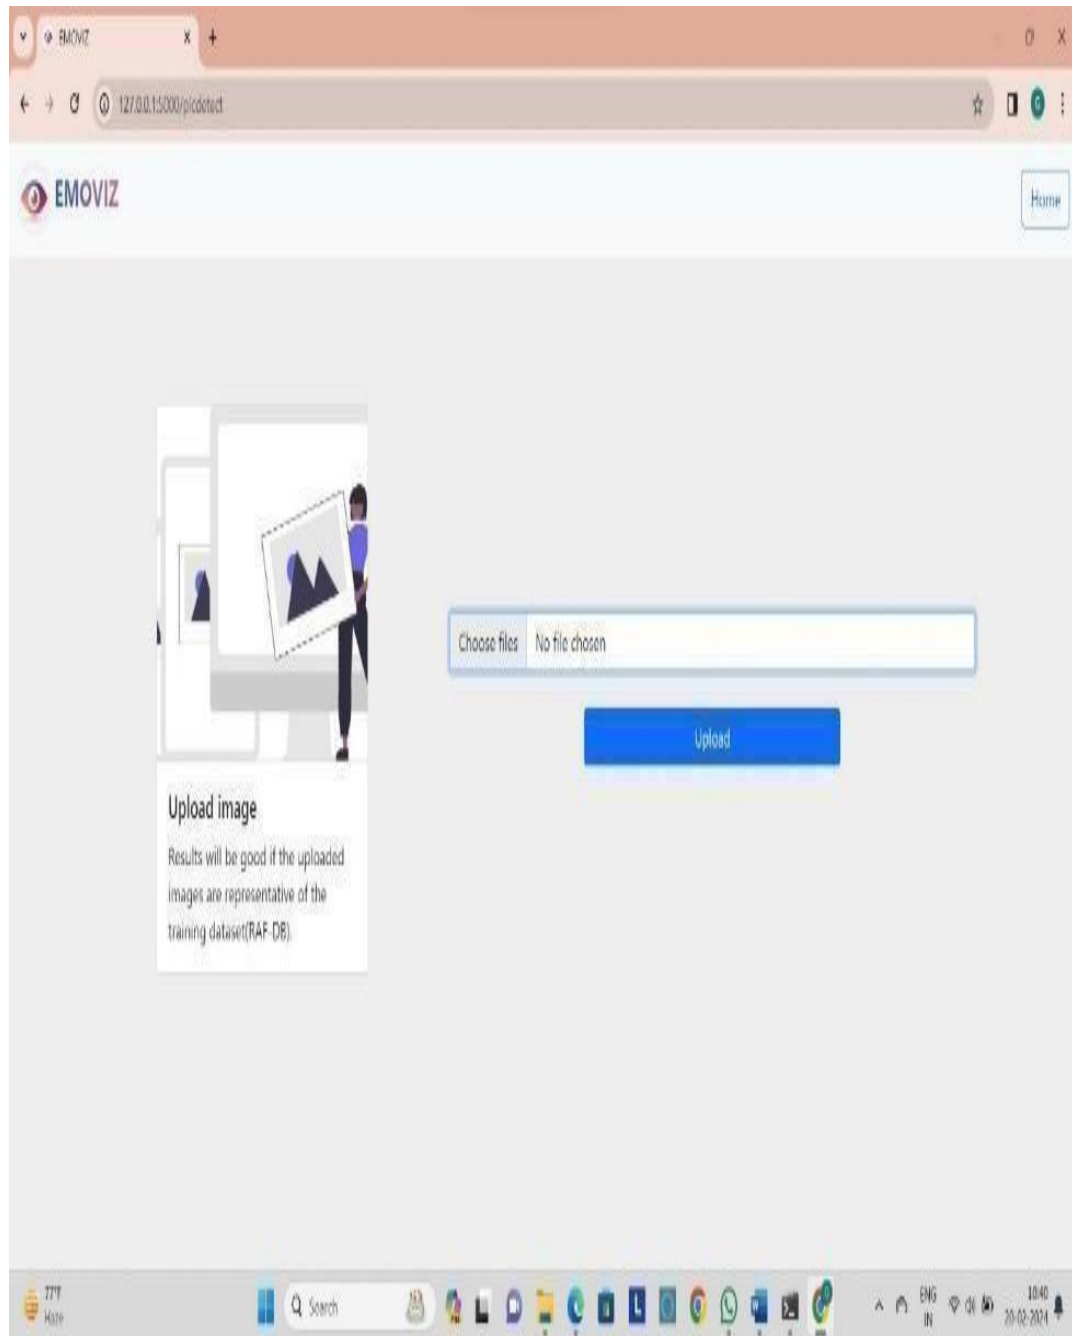 EMOVIZ
127.0.0.1:5000/picdetect
EMOVIZ
Home
Choose files No file chosen
Upload
Upload image
Results will be good if the uploaded
images are representative of the
training dataset(RAF-DB).
77°F
Haze
Search
ENG
IN
10:40
20-02-2024